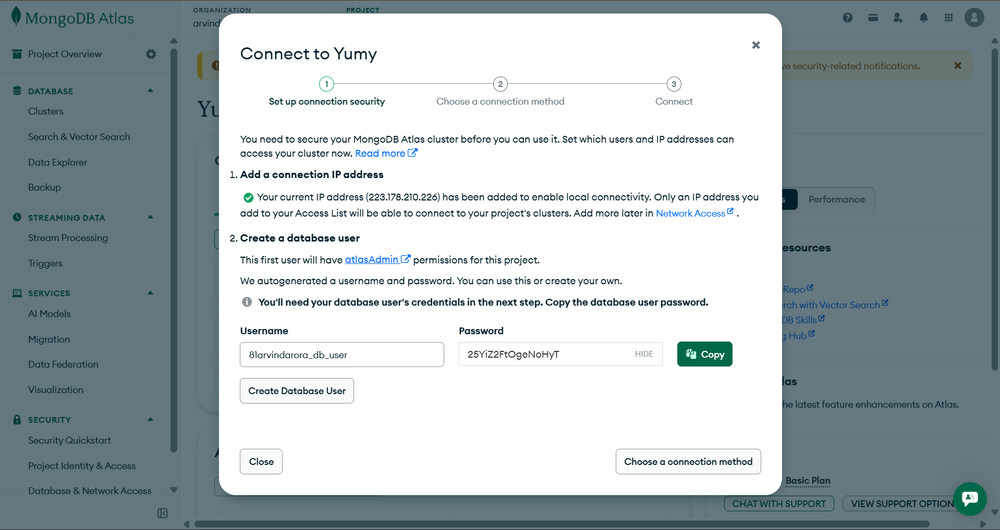 MongoDB Atlas
ORGANIZATION
PROJECT
Project Overview
DATABASE
Clusters
Search & Vector Search
Data Explorer
Backup
STREAMING DATA
Stream Processing
Triggers
SERVICES
AI Models
Migration
Data Federation
Visualization
SECURITY
Security Quickstart
Project Identity & Access
Database & Network Access
Connect to Yumy
1
2
3
Set up connection security
Choose a connection method
Connect
You need to secure your MongoDB Atlas cluster before you can use it. Set which users and IP addresses can
access your cluster now. Read more
1. Add a connection IP address
Your current IP address (223.178.210.226) has been added to enable local connectivity. Only an IP address you
add to your Access List will be able to connect to your project's clusters. Add more later in Network Access .
2. Create a database user
This first user will have atlasAdmin permissions for this project.
We autogenerated a username and password. You can use this or create your own.
You'll need your database user's credentials in the next step. Copy the database user password.
Username
Password
81arvindarora_db_user
25YiZ2FtOgeNoHyT
HIDE
Copy
Create Database User
Close
Choose a connection method
security-related notifications.
Performance
Repo
with Vector Search
DB Skills
Hub
latest feature enhancements on Atlas.
Basic Plan
CHAT WITH SUPPORT
VIEW SUPPORT